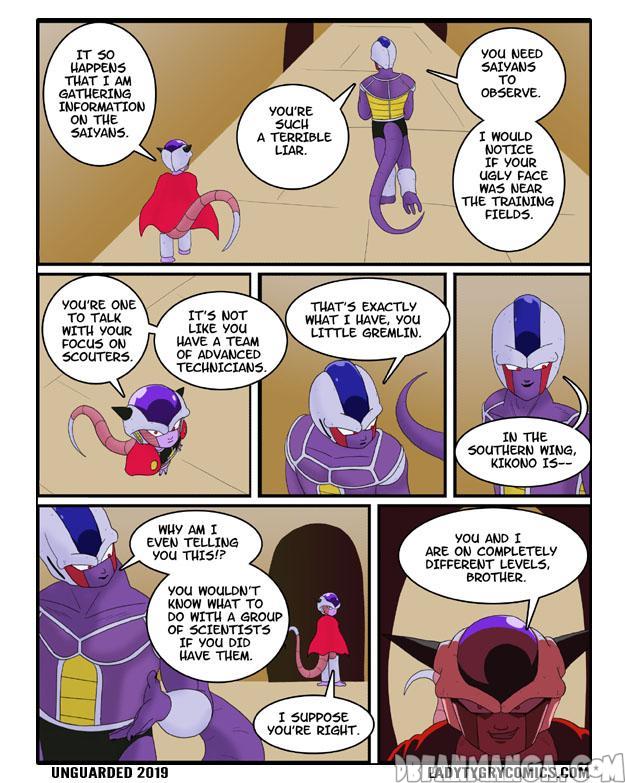 IT SO
HAPPENS
THAT I AM
GATHERING
INFORMATION
ON THE
SAIYANS.
YOU'RE
SUCH
A TERRIBLE
LIAR.
YOU NEED
SAIYANS
TO
OBSERVE.
I WOULD
NOTICE
IF YOUR
UGLY FACE
WAS NEAR
THE TRAINING
FIELDS.
YOU'RE ONE
TO TALK
WITH YOUR
FOCUS ON
SCOUTERS.
IT'S NOT
LIKE YOU
HAVE A TEAM
OF ADVANCED
TECHNICIANS.
THAT'S EXACTLY
WHAT I HAVE, YOU
LITTLE GREMLIN.
IN THE
SOUTHERN WING,
KIKONO IS--
WHY AM I
EVEN TELLING
YOU THIS!?
YOU WOULDN'T
KNOW WHAT TO
DO WITH A GROUP
OF SCIENTISTS
IF YOU DID
HAVE THEM.
I SUPPOSE
YOU'RE RIGHT.
YOU AND I
ARE ON COMPLETELY
DIFFERENT LEVELS,
BROTHER.
UNGUARDED 2019
LADYTYGRYCOMICS.COM
DBFANMANGA.COM